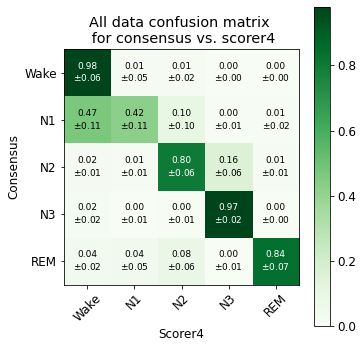 All data confusion matrix
for consensus vs. scorer4
Wake 0.98 0.01 0.01 0.00 0.00
±0.06 ±0.05 ±0.02 ±0.00 ±0.00
N1 0.47 0.42 0.10 0.00 0.01
±0.11 ±0.11 ±0.10 ±0.01 ±0.02
N2 0.02 0.01 0.80 0.16 0.01
±0.01 ±0.01 ±0.06 ±0.06 ±0.01
N3 0.02 0.00 0.01 0.97 0.00
±0.02 ±0.01 ±0.01 ±0.02 ±0.00
REM 0.04 0.04 0.08 0.00 0.84
±0.02 ±0.05 ±0.06 ±0.01 ±0.07
Wake N1 N2 N3 REM
Scorer4
Consensus
0.8
0.6
0.4
0.2
0.0